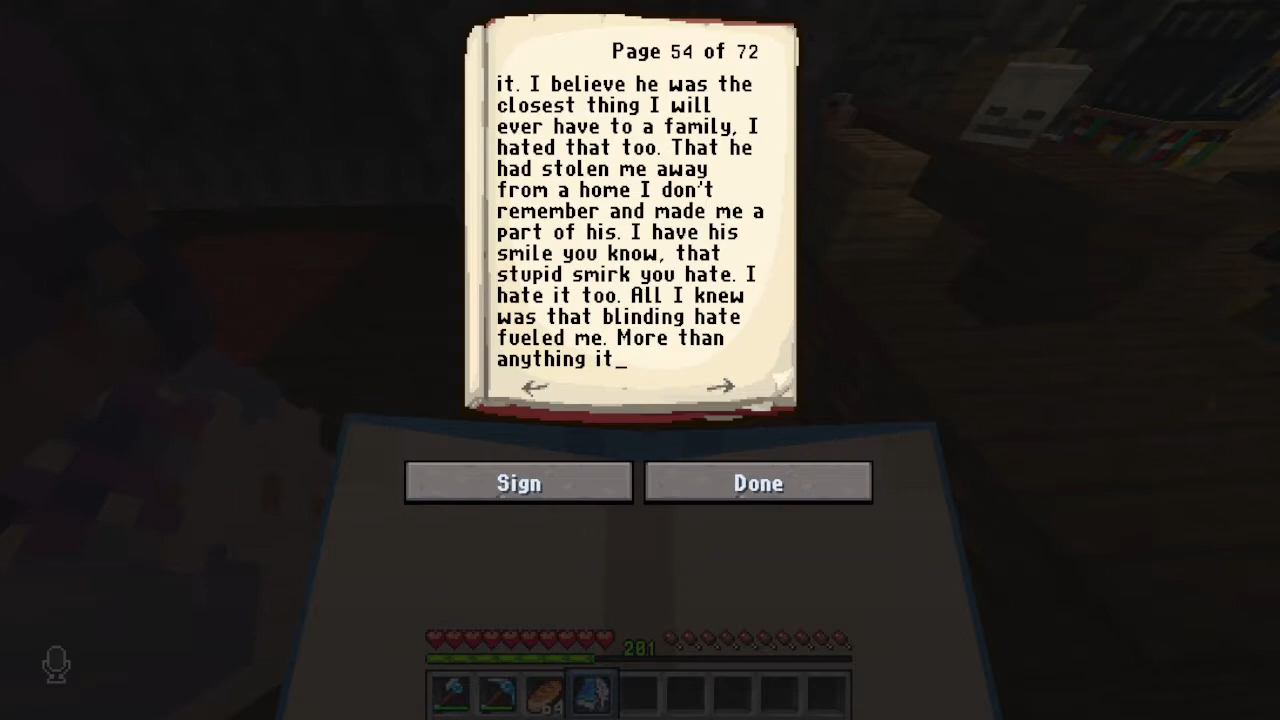 Page 54 of 72
it. I believe he was the
closest thing I will
ever have to a family, I
hated that too. That he
had stolen me away
from a home I don't
remember and made me a
part of his. I have his
smile you know, that
stupid smirk you hate. I
hate it too. All I knew
was that blinding hate
fueled me. More than
anything it_
Sign
Done
201
64